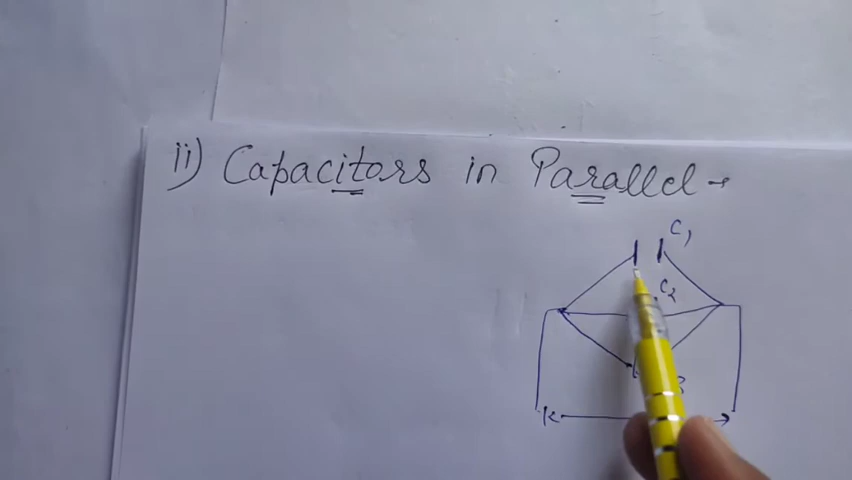 ii) Capacitors in Parallel →
C₁
C₂